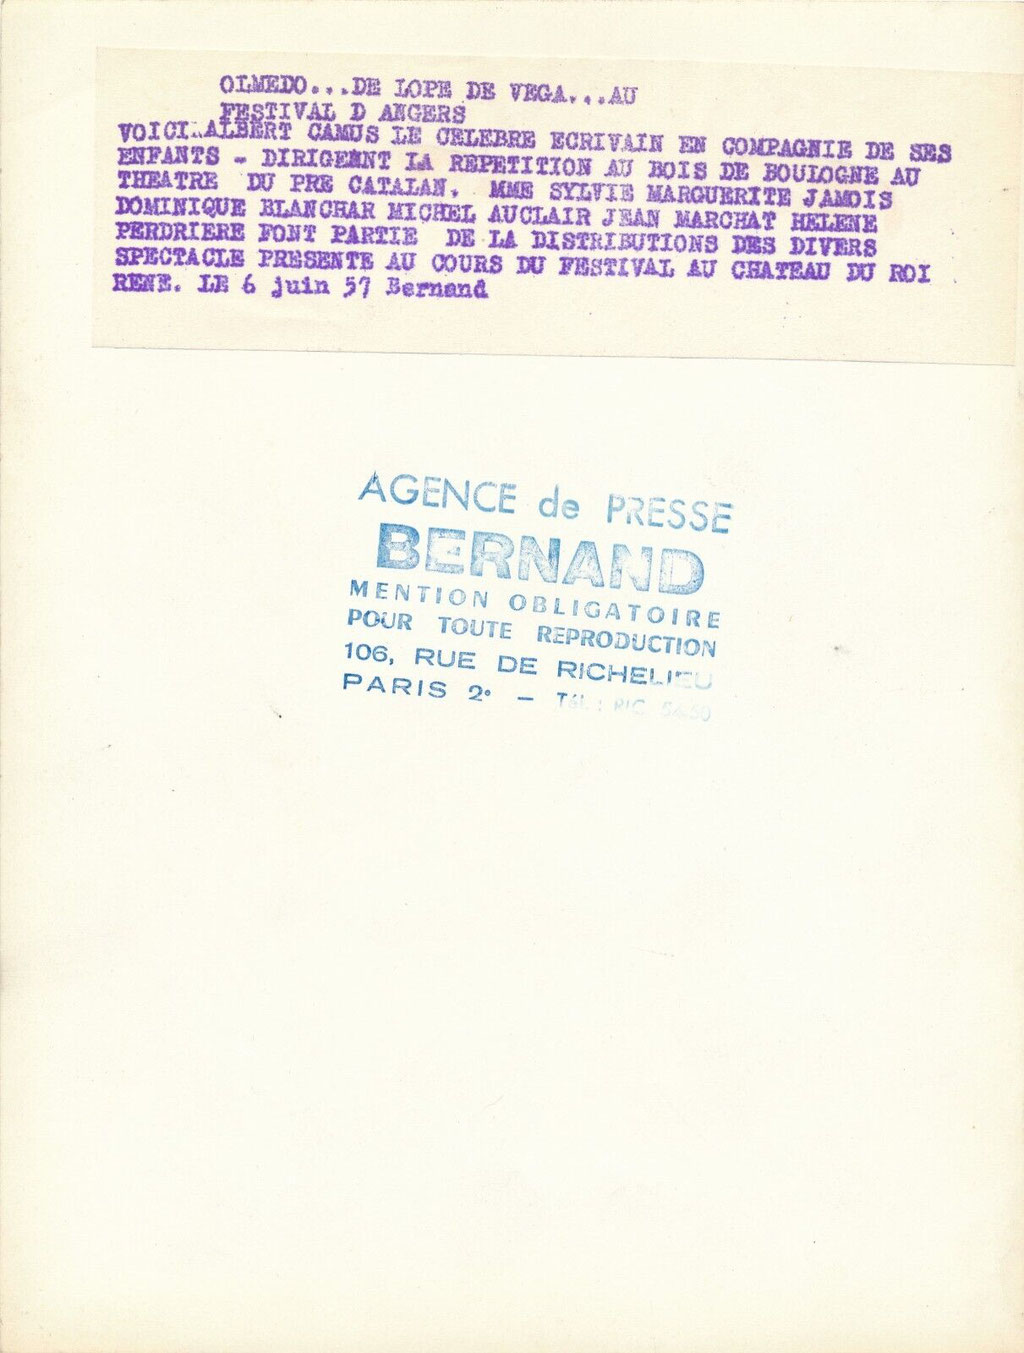 OLMEDO...DE LOPE DE VEGA...AU
FESTIVAL D ANGERS
VOICI..ALBERT CAMUS LE CELEBRE ECRIVAIN EN COMPAGNIE DE SES
ENFANTS - DIRIGEANT LA REPETITION AU BOIS DE BOULOGNE AU
THEATRE DU PRE CATALAN. MME SYLVIE MARGUERITE JAMOIS
DOMINIQUE BLANCHAR MICHEL AUCLAIR JEAN MARCHAT HELENE
PERDRIERE FONT PARTIE DE LA DISTRIBUTIONS DES DIVERS
SPECTACLE PRESENTE AU COURS DU FESTIVAL AU CHATEAU DU ROI
RENE. LE 6 juin 57 Bernand
AGENCE de PRESSE
BERNAND
MENTION OBLIGATOIRE
POUR TOUTE REPRODUCTION
106, RUE DE RICHELIEU
PARIS 2e - Tél : RIC